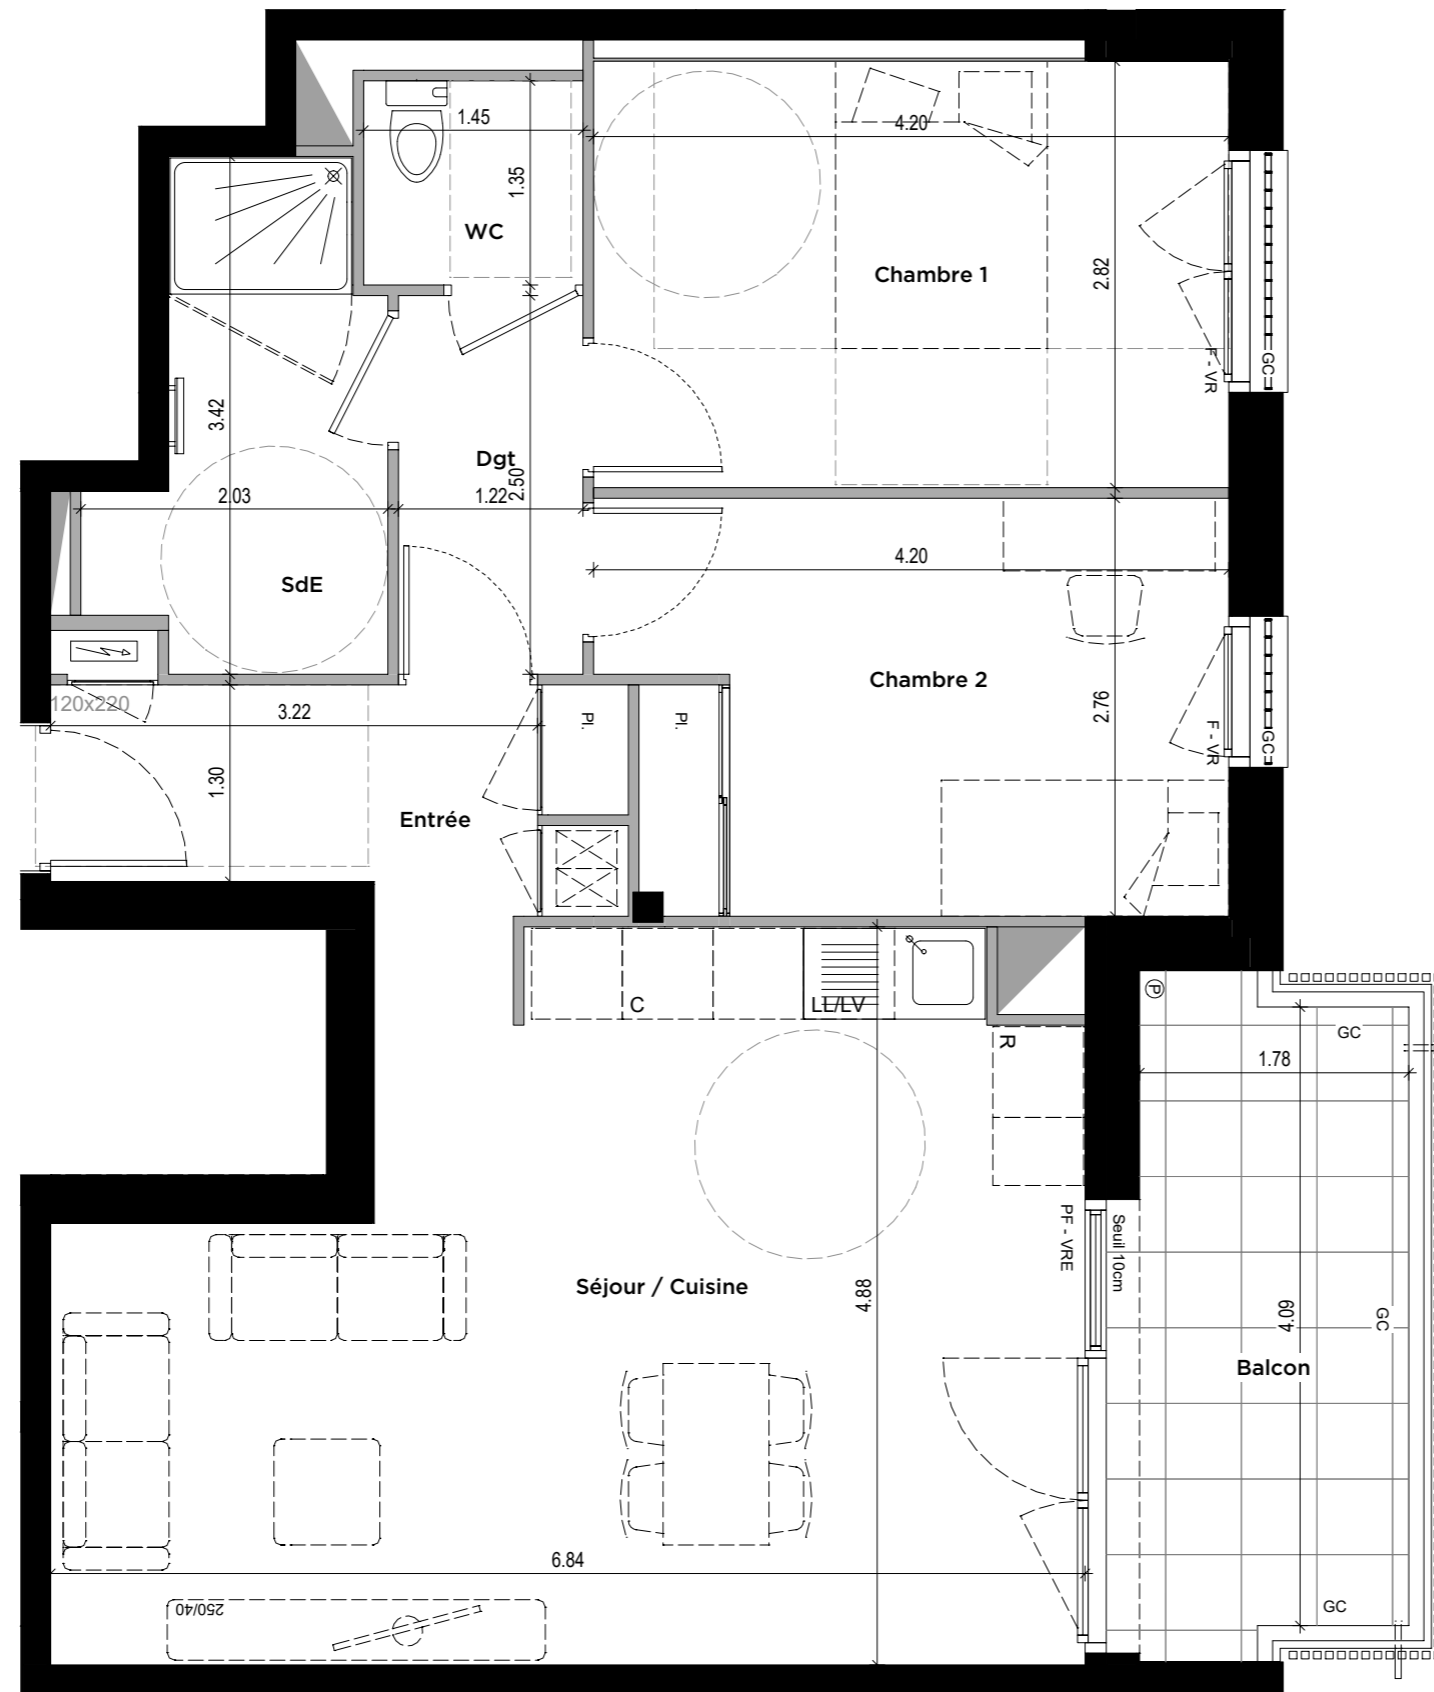 1.45
4.20
1.35
WC
Chambre 1
2.82
F - VR
GC
3.42
Dgt
2.50
2.03
1.22
4.20
SdE
Chambre 2
2.76
F - VR
GC
120x220
3.22
Pl.
Pl.
1.30
Entrée
C
LL/LV
R
P
GC
1.78
PF - VRE
Seuil 10cm
Séjour / Cuisine
4.88
4.09
GC
Balcon
6.84
250/40
GC